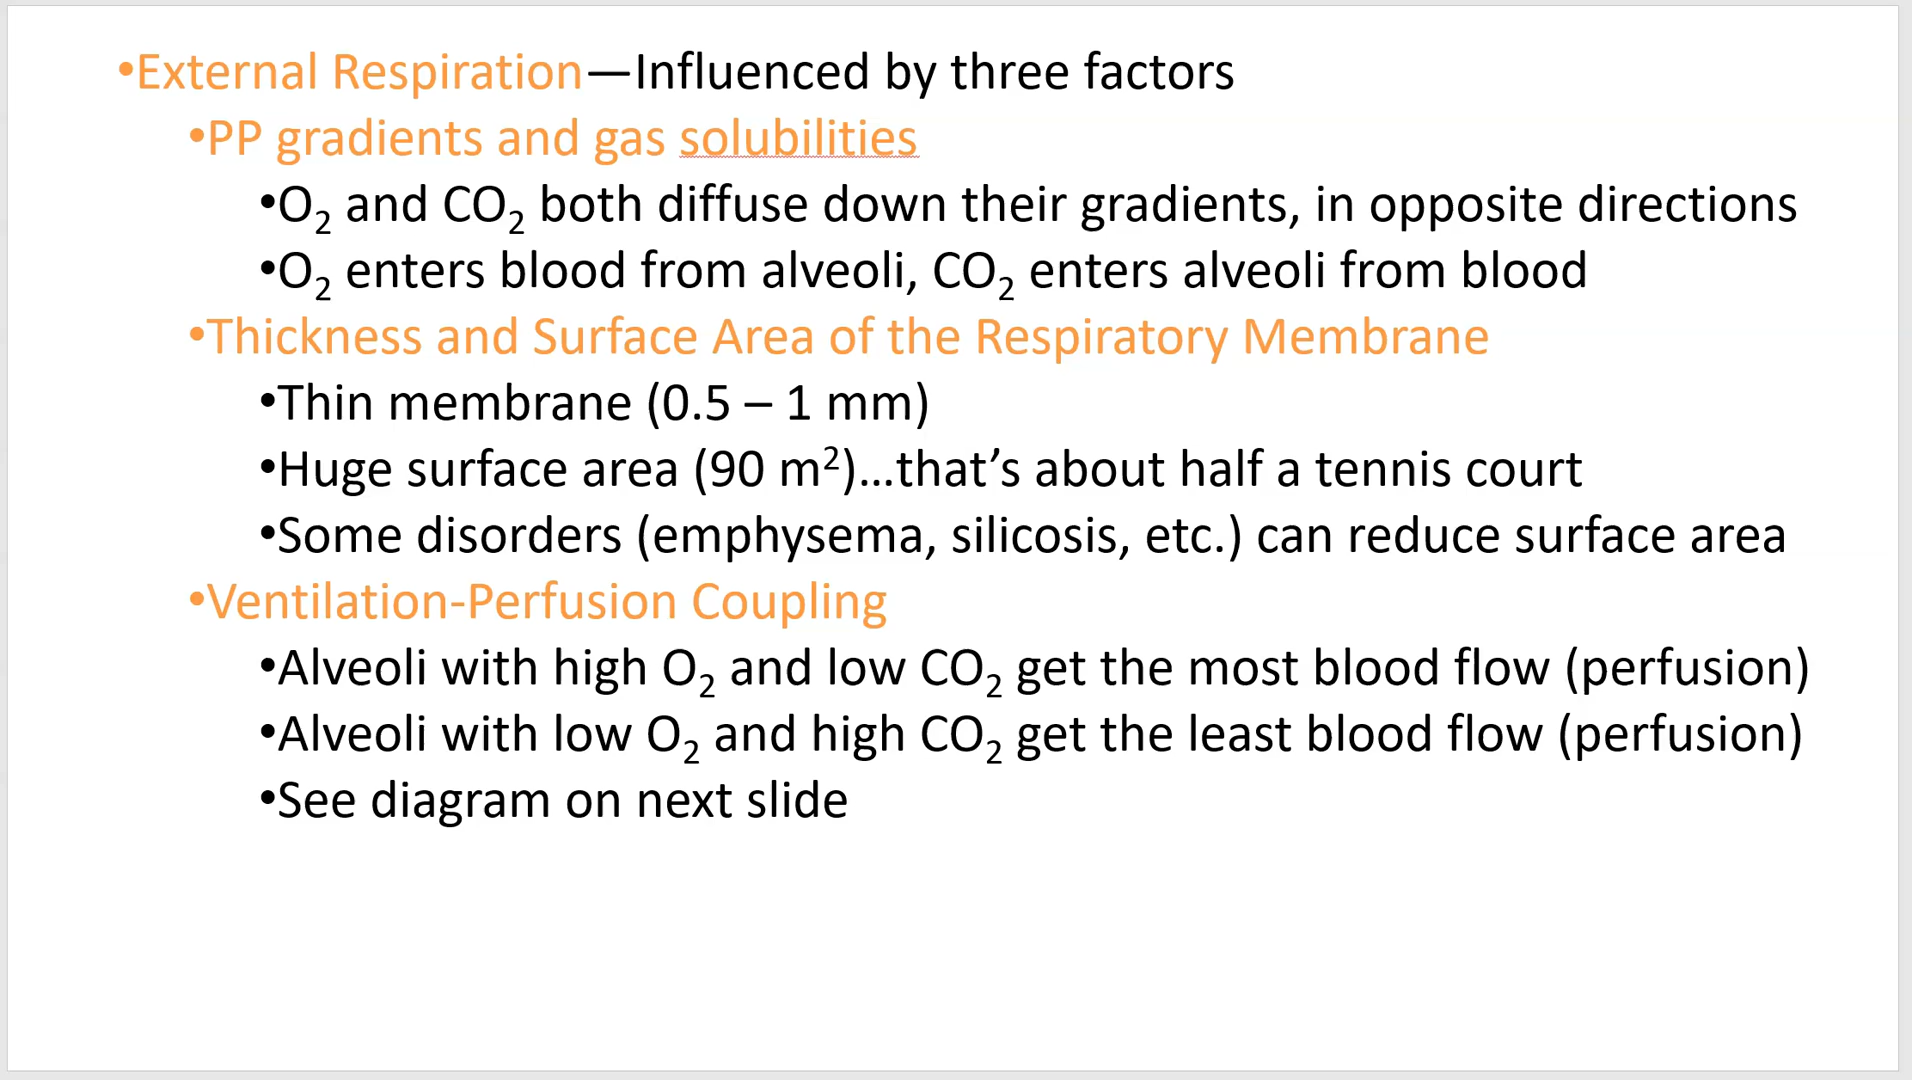 •External Respiration—Influenced by three factors
•PP gradients and gas solubilities
•O₂ and CO₂ both diffuse down their gradients, in opposite directions
•O₂ enters blood from alveoli, CO₂ enters alveoli from blood
•Thickness and Surface Area of the Respiratory Membrane
•Thin membrane (0.5 – 1 mm)
•Huge surface area (90 m²)…that’s about half a tennis court
•Some disorders (emphysema, silicosis, etc.) can reduce surface area
•Ventilation-Perfusion Coupling
•Alveoli with high O₂ and low CO₂ get the most blood flow (perfusion)
•Alveoli with low O₂ and high CO₂ get the least blood flow (perfusion)
•See diagram on next slide